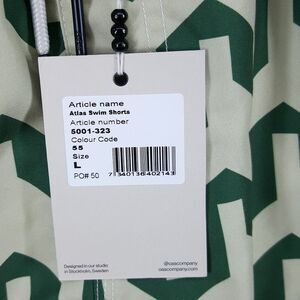 Article name
Atlas Swim Shorts
Article number
5001-323
Colour Code
55
Size
L
PO# 50
7340136402143
Designed in our studio
in Stockholm, Sweden
@oascompany
oascompany.com